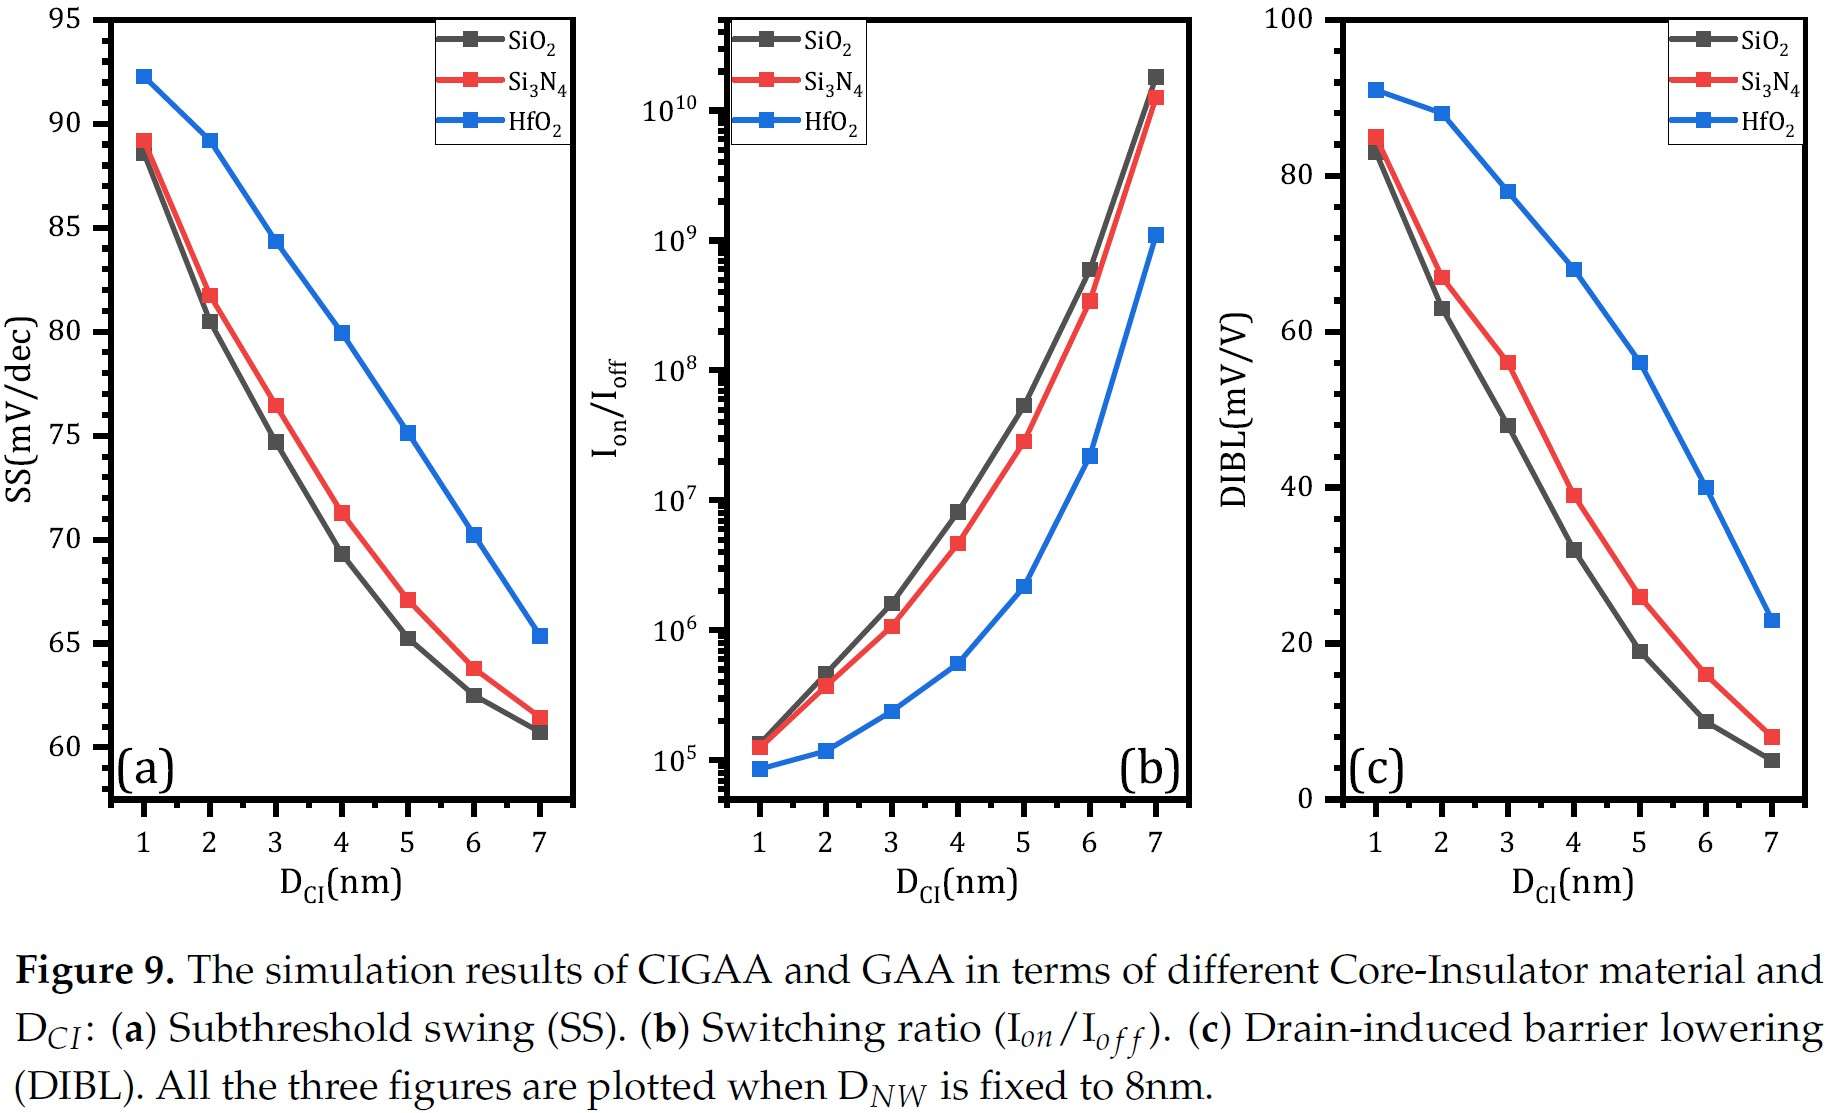 95
90
85
80
75
70
65
60
SS(mV/dec)
SiO2
Si3N4
HfO2
(a)
1 2 3 4 5 6 7
DCI(nm)
10^10
10^9
10^8
10^7
10^6
10^5
Ion/Ioff
SiO2
Si3N4
HfO2
(b)
1 2 3 4 5 6 7
DCI(nm)
100
80
60
40
20
0
DIBL(mV/V)
SiO2
Si3N4
HfO2
(c)
1 2 3 4 5 6 7
DCI(nm)
Figure 9. The simulation results of CIGAA and GAA in terms of different Core-Insulator material and
DCI: (a) Subthreshold swing (SS). (b) Switching ratio (Ion/Ioff). (c) Drain-induced barrier lowering
(DIBL). All the three figures are plotted when DNW is fixed to 8nm.